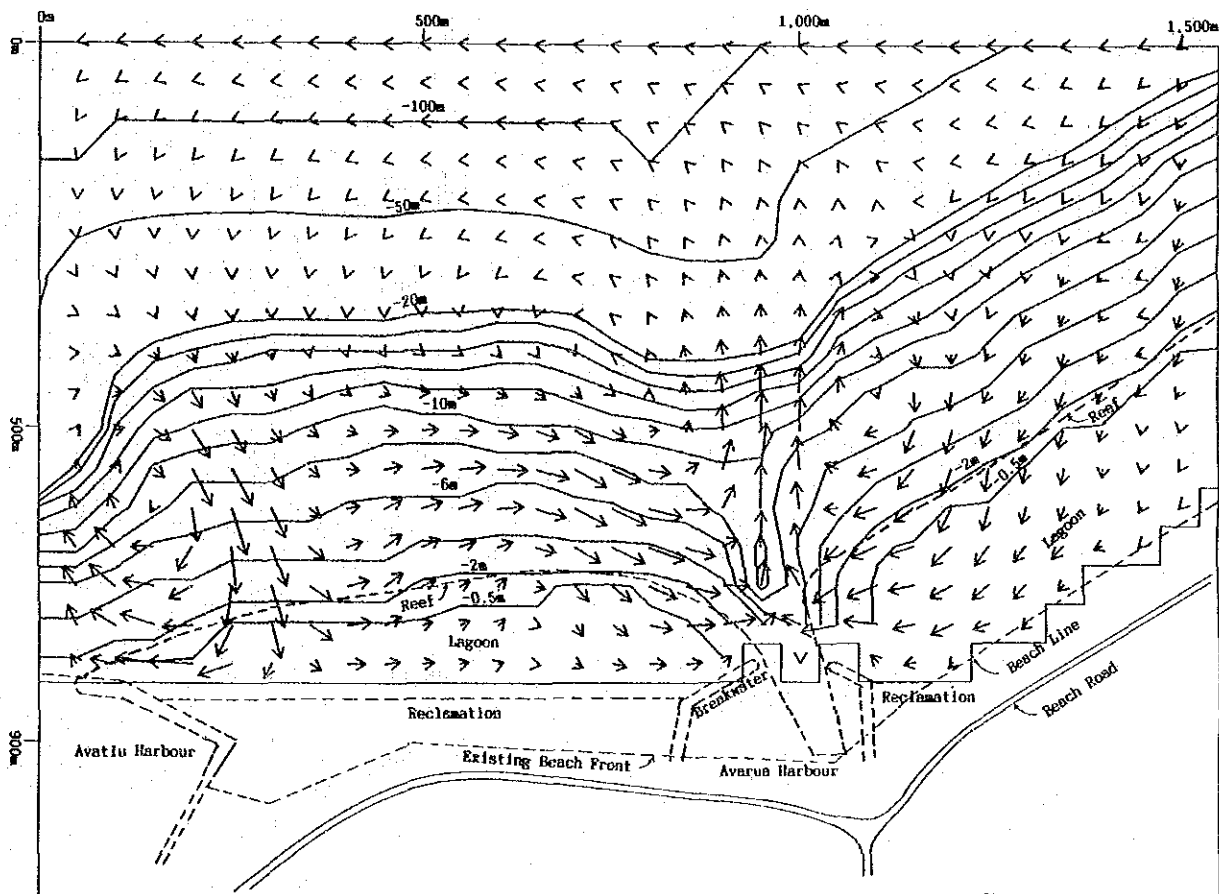 0m 500m 1,000m 1,500m
0m
-100m
-50m
-20m
-10m
500m
-6m
-2m
Reef
-0.5m
Lagoon
Reef
-2m
-0.5m
Lagoon
Breakwater
Reclamation
Reclamation
Beach Line
Beach Road
900m
Avatiu Harbour
Existing Beach Front
Avarua Harbour